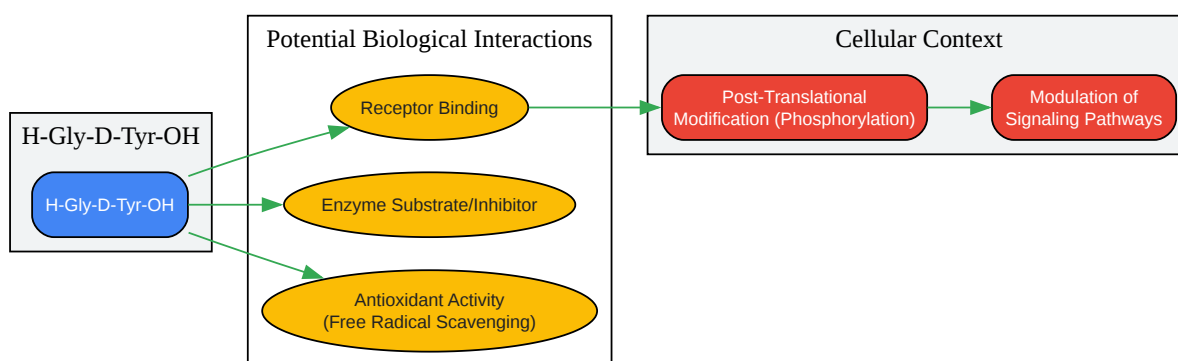 H-Gly-D-Tyr-OH
H-Gly-D-Tyr-OH
Potential Biological Interactions
Receptor Binding
Enzyme Substrate/Inhibitor
Antioxidant Activity
(Free Radical Scavenging)
Cellular Context
Post-Translational
Modification (Phosphorylation)
Modulation of
Signaling Pathways